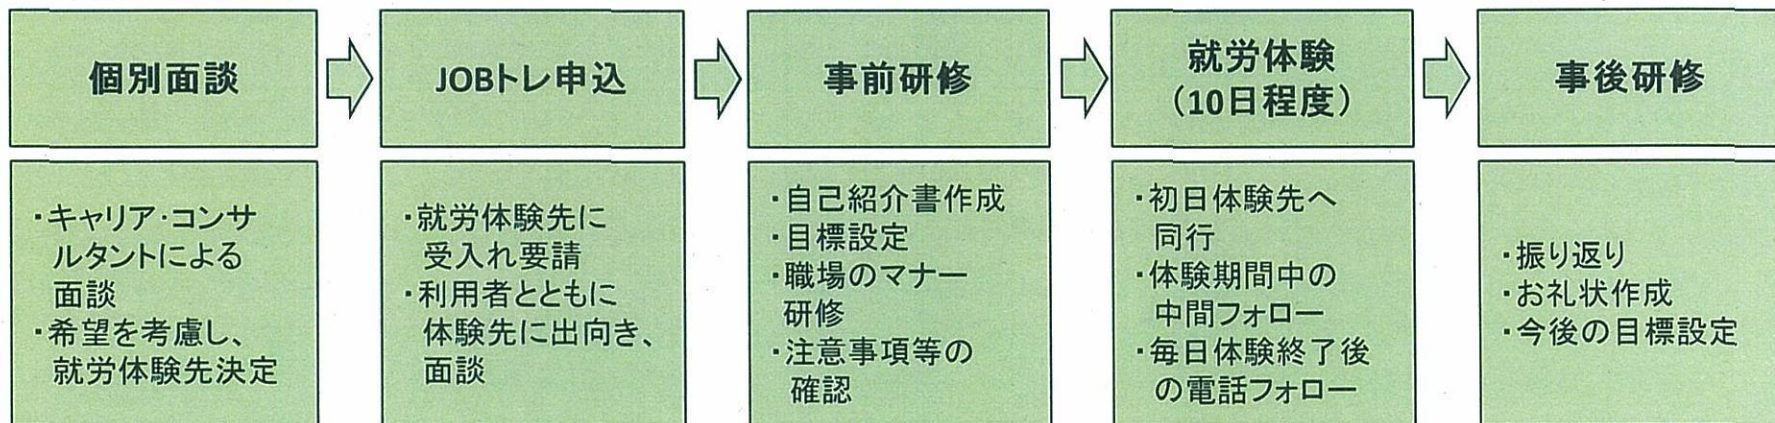 個別面談
JOBトレ申込
事前研修
就労体験
(10日程度)
事後研修
・キャリア・コンサ
ルタントによる
面談
・希望を考慮し、
就労体験先決定
・就労体験先に
受入れ要請
・利用者とともに
体験先に出向き、
面談
・自己紹介書作成
・目標設定
・職場のマナー
研修
・注意事項等の
確認
・初日体験先へ
同行
・体験期間中の
中間フォロー
・毎日体験終了後
の電話フォロー
・振り返り
・お礼状作成
・今後の目標設定